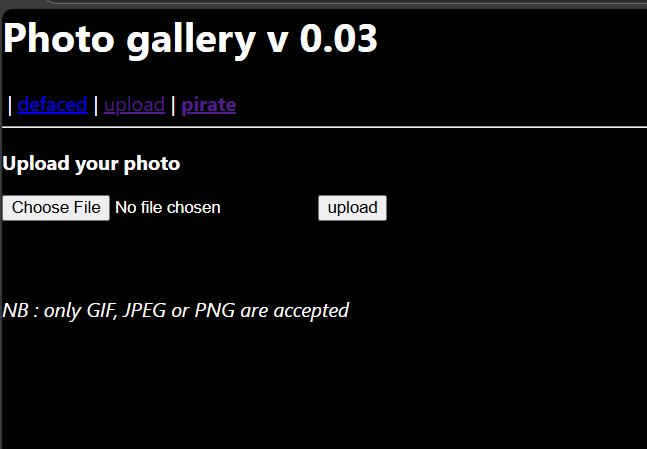 Photo gallery v 0.03
| defaced | upload | pirate
Upload your photo
Choose File No file chosen upload
NB : only GIF, JPEG or PNG are accepted